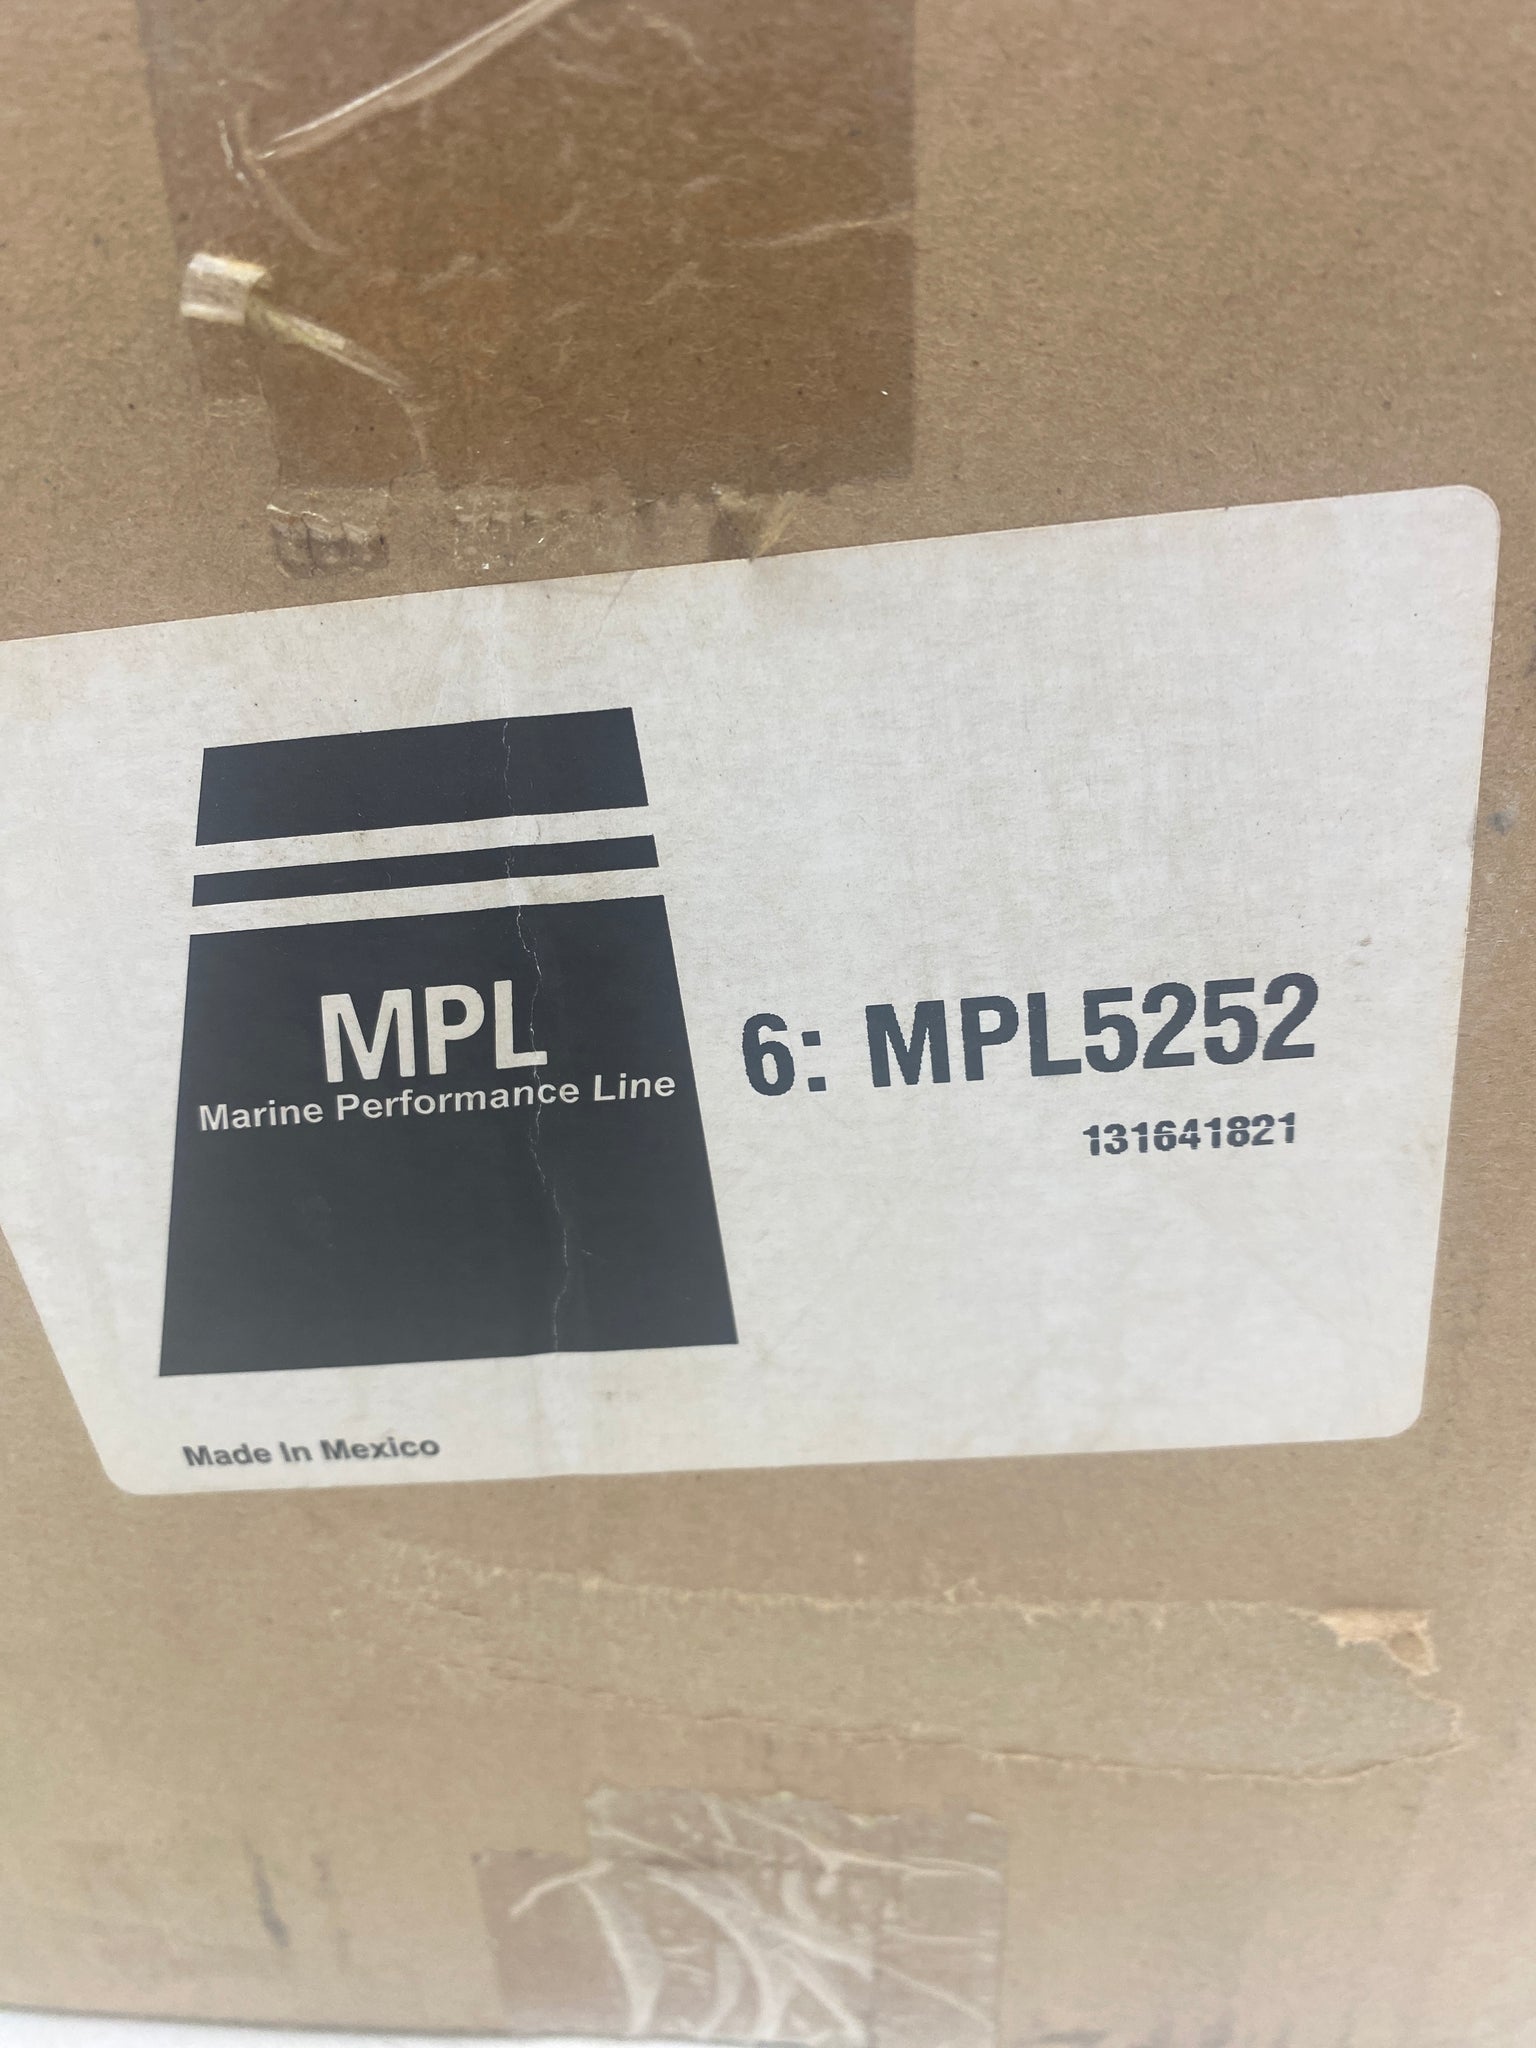 MPL
Marine Performance Line
6: MPL5252
131641821
Made In Mexico